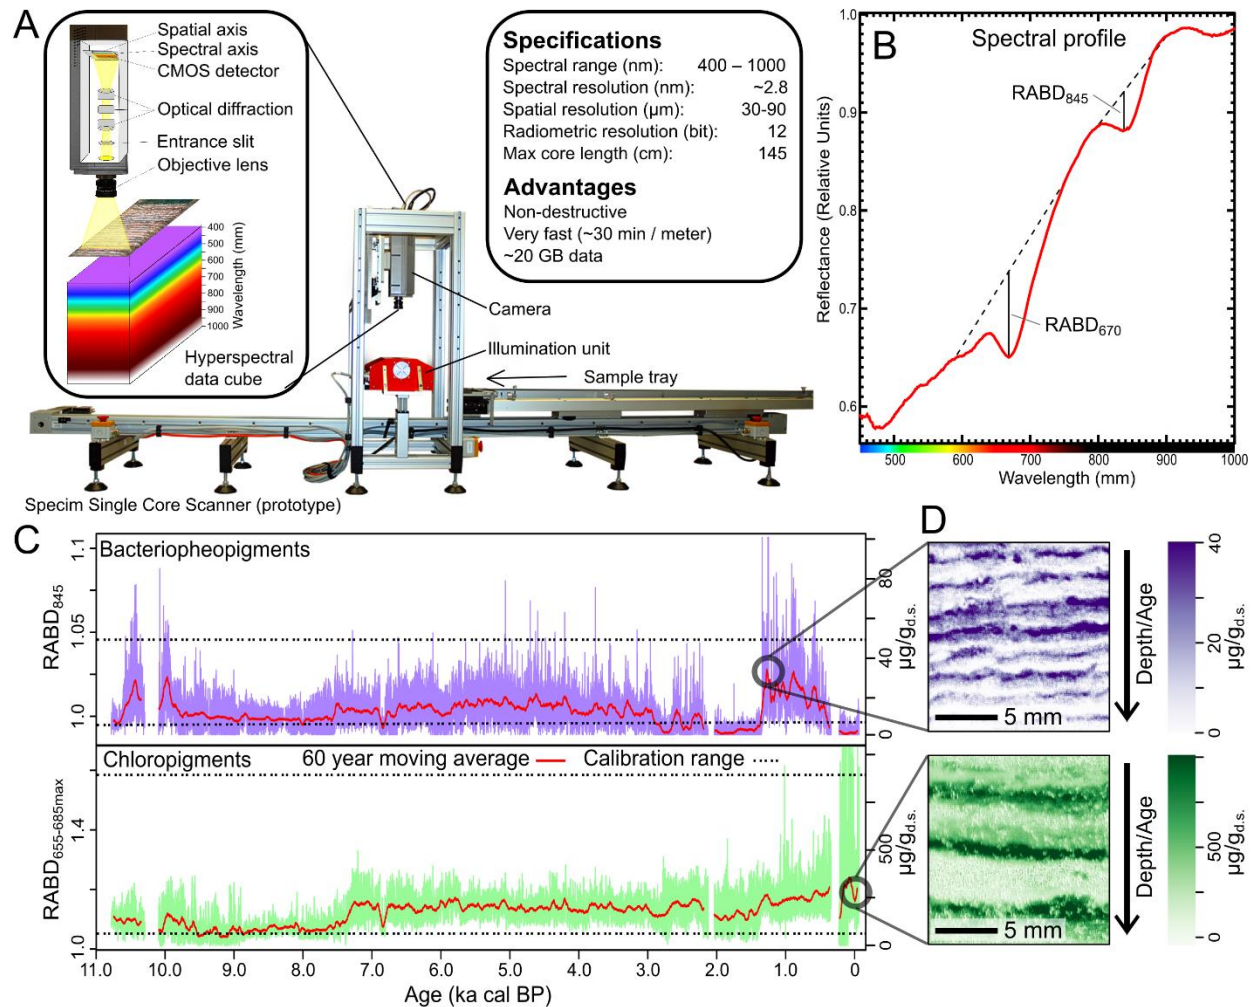 A
Spatial axis
Spectral axis
CMOS detector
Optical diffraction
Entrance slit
Objective lens
400
500
600
700
800
900
1000
Wavelength (mm)
Hyperspectral
data cube
Specifications
Spectral range (nm): 400 – 1000
Spectral resolution (nm): ~2.8
Spatial resolution (µm): 30-90
Radiometric resolution (bit): 12
Max core length (cm): 145
Advantages
Non-destructive
Very fast (~30 min / meter)
~20 GB data
Camera
Illumination unit
Sample tray
Specim Single Core Scanner (prototype)
B
Spectral profile
RABD845
RABD670
Reflectance (Relative Units)
1.0
0.9
0.8
0.7
0.6
500 600 700 800 900 1000
Wavelength (mm)
C
Bacteriopheopigments
RABD845
1.1
1.05
1.0
80
40
0
µg/gd.s.
Chloropigments 60 year moving average Calibration range
RABD655-685max
1.4
1.0
500
0
µg/gd.s.
11.0 10.0 9.0 8.0 7.0 6.0 5.0 4.0 3.0 2.0 1.0 0
Age (ka cal BP)
D
Depth/Age
5 mm
40
20
0
µg/gd.s.
Depth/Age
5 mm
500
0
µg/gd.s.